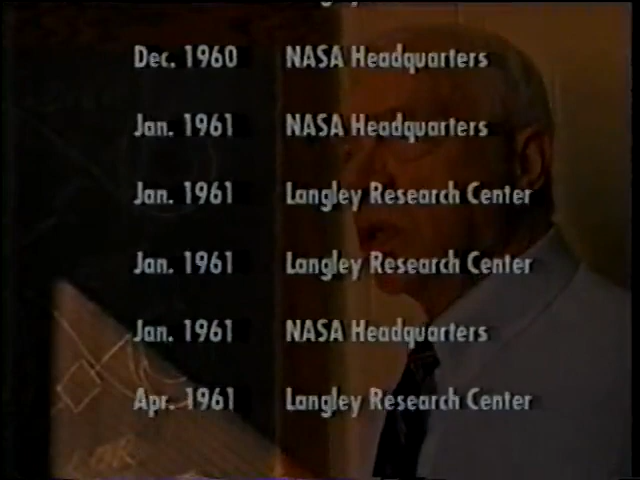 Dec. 1960 NASA Headquarters
Jan. 1961 NASA Headquarters
Jan. 1961 Langley Research Center
Jan. 1961 Langley Research Center
Jan. 1961 NASA Headquarters
Apr. 1961 Langley Research Center